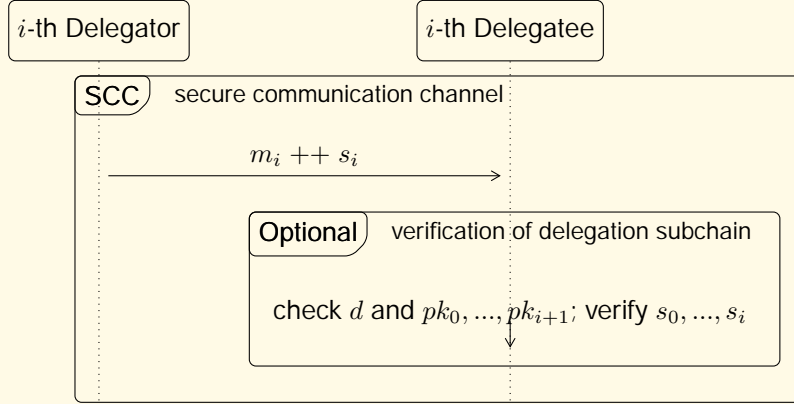 i-th Delegator
i-th Delegatee
SCC secure communication channel
m_i ++ s_i
Optional verification of delegation subchain
check d and pk_0, ..., pk_{i+1}; verify s_0, ..., s_i